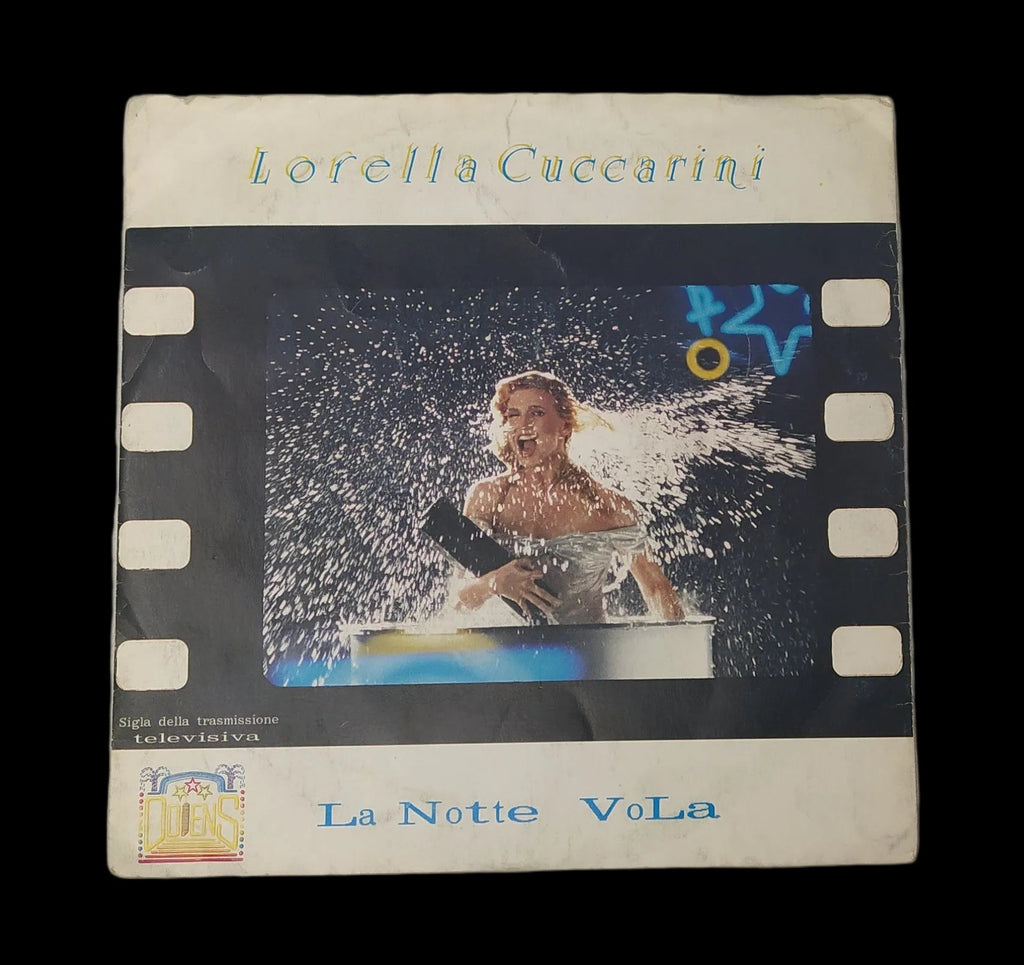 Lorella Cuccarini
Sigla della trasmissione
televisiva
ODIENS
La Notte VoLa